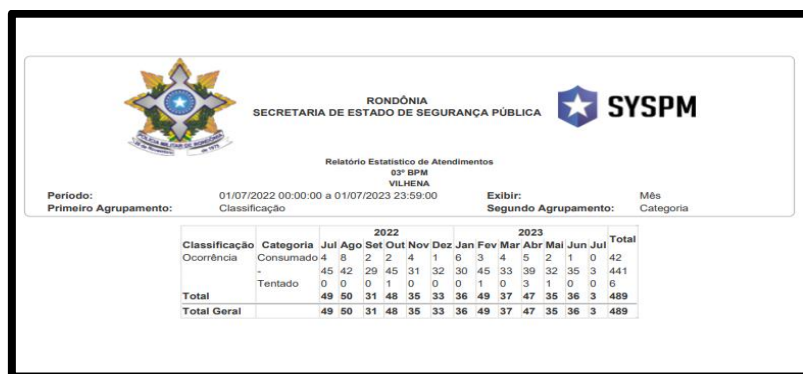 RONDÔNIA
SECRETARIA DE ESTADO DE SEGURANÇA PÚBLICA
SYSPM
POLICIA MILITAR DE RONDÔNIA
Relatório Estatístico de Atendimentos
03º BPM
VILHENA
Período: 01/07/2022 00:00:00 a 01/07/2023 23:59:00 Exibir: Mês
Primeiro Agrupamento: Classificação Segundo Agrupamento: Categoria
2022 2023
Classificação Categoria Jul Ago Set Out Nov Dez Jan Fev Mar Abr Mai Jun Jul Total
Ocorrência Consumado 4 8 2 2 4 1 6 3 4 5 2 1 0 42
- 45 42 29 45 31 32 30 45 33 39 32 35 3 441
Tentado 0 0 0 1 0 0 0 1 0 3 1 0 0 6
Total 49 50 31 48 35 33 36 49 37 47 35 36 3 489
Total Geral 49 50 31 48 35 33 36 49 37 47 35 36 3 489